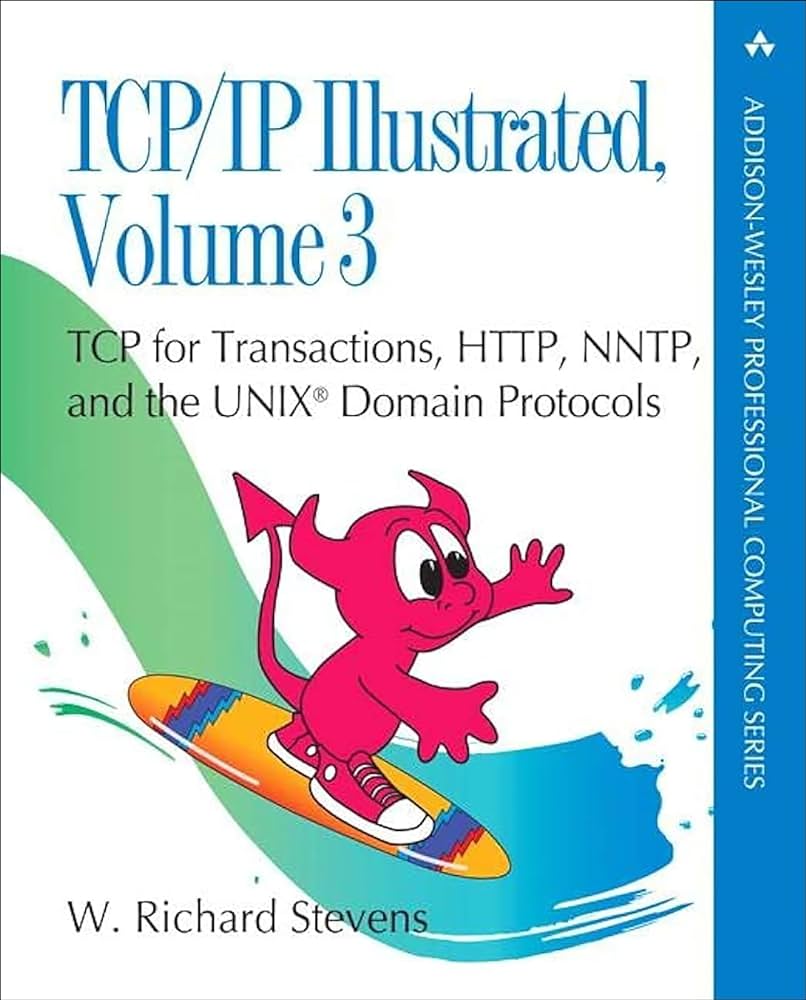 TCP/IP Illustrated,
Volume 3
TCP for Transactions, HTTP, NNTP,
and the UNIX® Domain Protocols
W. Richard Stevens
ADDISON-WESLEY PROFESSIONAL COMPUTING SERIES